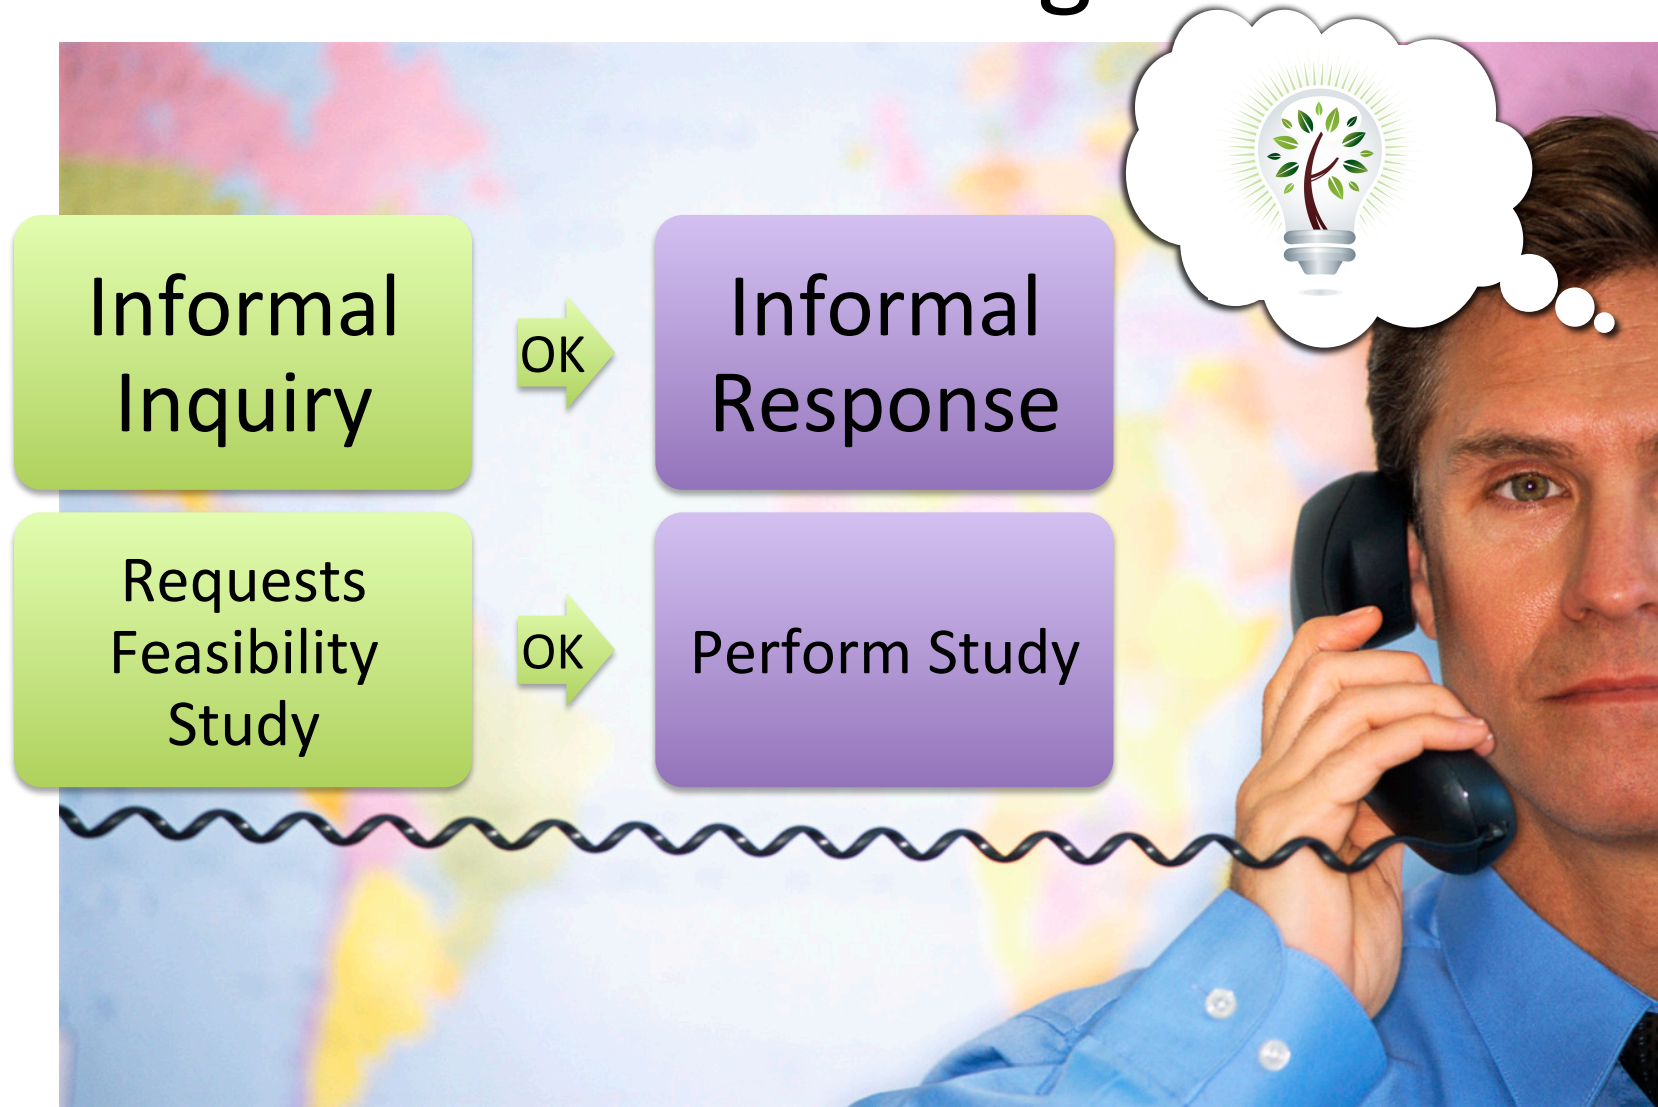 Informal
Inquiry
OK
Informal
Response
Requests
Feasibility
Study
OK
Perform Study